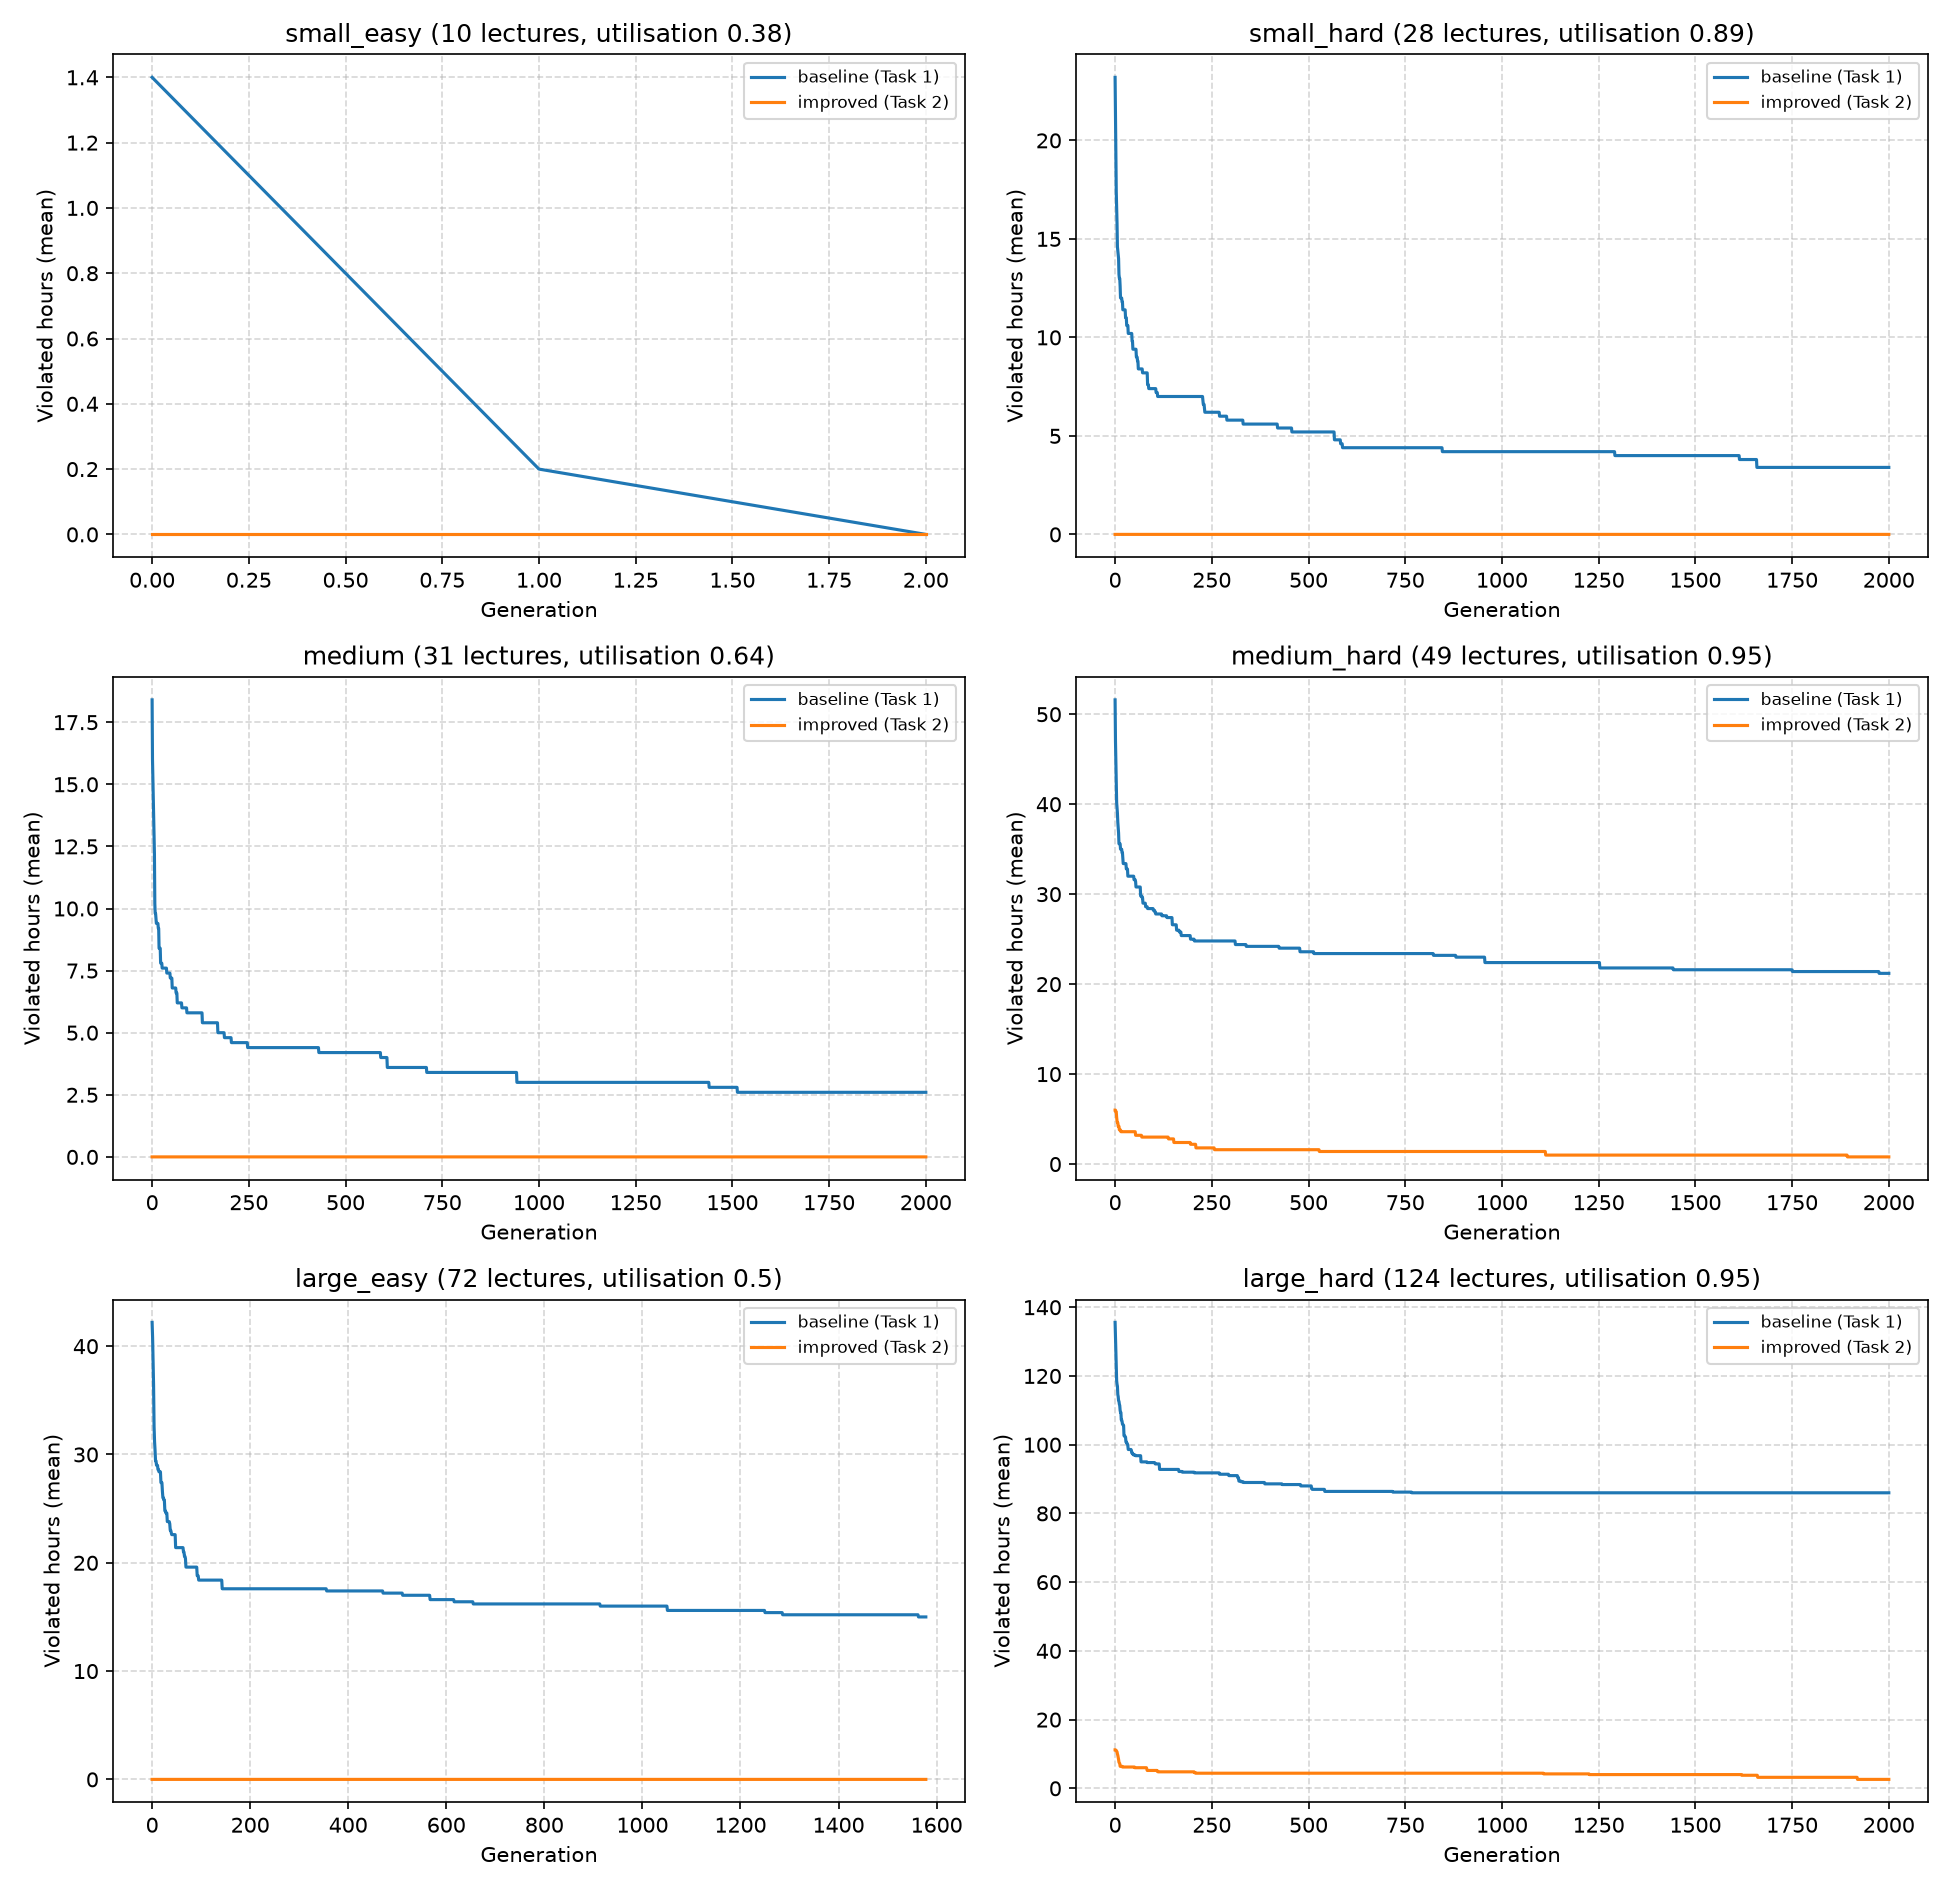 small_easy (10 lectures, utilisation 0.38)
Violated hours (mean)
1.4
1.2
1.0
0.8
0.6
0.4
0.2
0.0
baseline (Task 1)
improved (Task 2)
0.00 0.25 0.50 0.75 1.00 1.25 1.50 1.75 2.00
Generation
small_hard (28 lectures, utilisation 0.89)
Violated hours (mean)
20
15
10
5
0
baseline (Task 1)
improved (Task 2)
0 250 500 750 1000 1250 1500 1750 2000
Generation
medium (31 lectures, utilisation 0.64)
Violated hours (mean)
17.5
15.0
12.5
10.0
7.5
5.0
2.5
0.0
baseline (Task 1)
improved (Task 2)
0 250 500 750 1000 1250 1500 1750 2000
Generation
medium_hard (49 lectures, utilisation 0.95)
Violated hours (mean)
50
40
30
20
10
0
baseline (Task 1)
improved (Task 2)
0 250 500 750 1000 1250 1500 1750 2000
Generation
large_easy (72 lectures, utilisation 0.5)
Violated hours (mean)
40
30
20
10
0
baseline (Task 1)
improved (Task 2)
0 200 400 600 800 1000 1200 1400 1600
Generation
large_hard (124 lectures, utilisation 0.95)
Violated hours (mean)
140
120
100
80
60
40
20
0
baseline (Task 1)
improved (Task 2)
0 250 500 750 1000 1250 1500 1750 2000
Generation